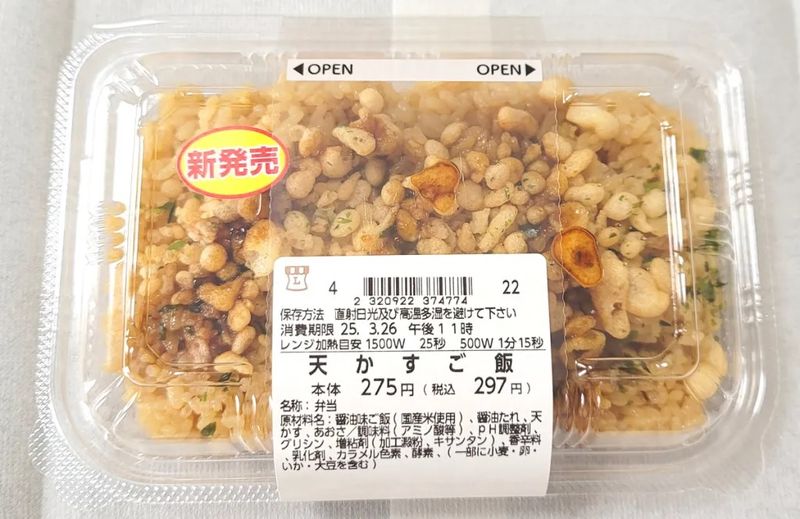 ◀OPEN OPEN▶
新発売
L 4 22
2 320922 374774
保存方法 直射日光及び高温多湿を避けて下さい
消費期限 25. 3.26 午後11時
レンジ加熱目安 1500W 25秒 500W 1分15秒
天かすご飯
本体 275円(税込 297円)
名称:弁当
原材料名:醤油味ご飯(国産米使用)、醤油たれ、天
かす、あおさ、調味料(アミノ酸等)、pH調整剤、
グリシン、増粘剤(加工澱粉、キサンタン)、香辛料
、乳化剤、カラメル色素、酵素、(一部に小麦・卵・
いか・大豆を含む)